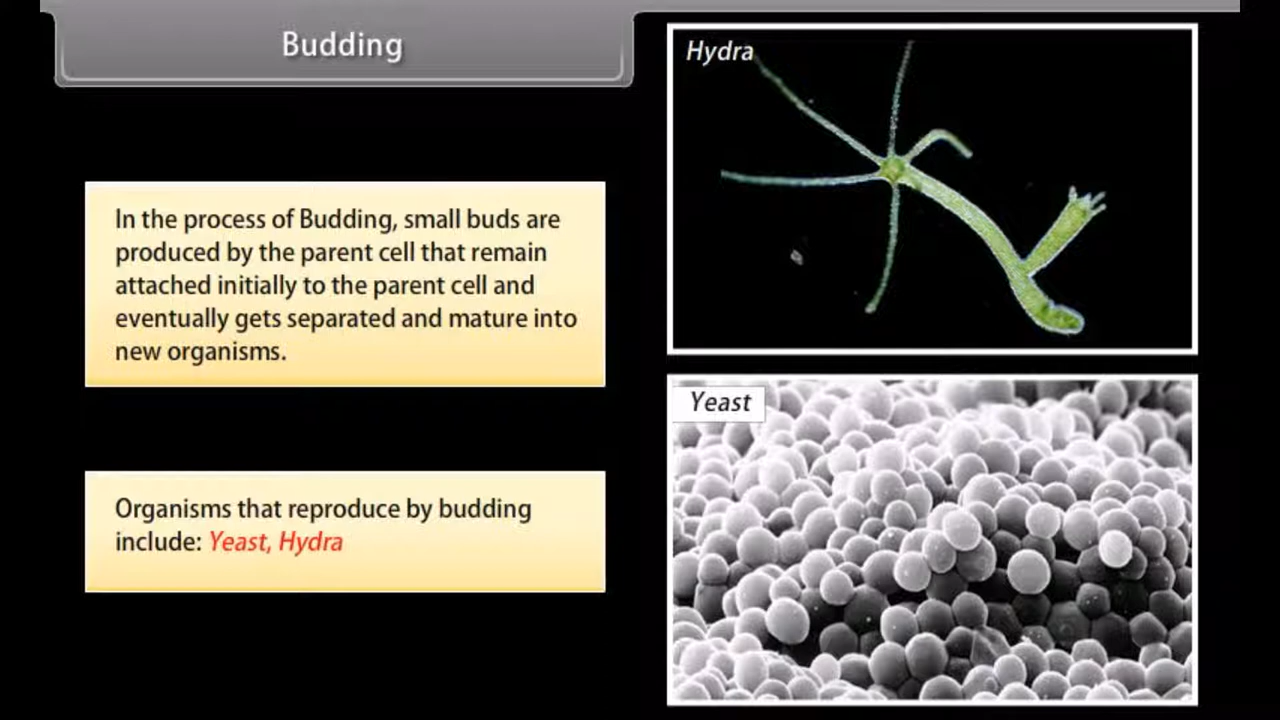 Budding
In the process of Budding, small buds are
produced by the parent cell that remain
attached initially to the parent cell and
eventually gets separated and mature into
new organisms.
Organisms that reproduce by budding
include: Yeast, Hydra
Hydra
Yeast